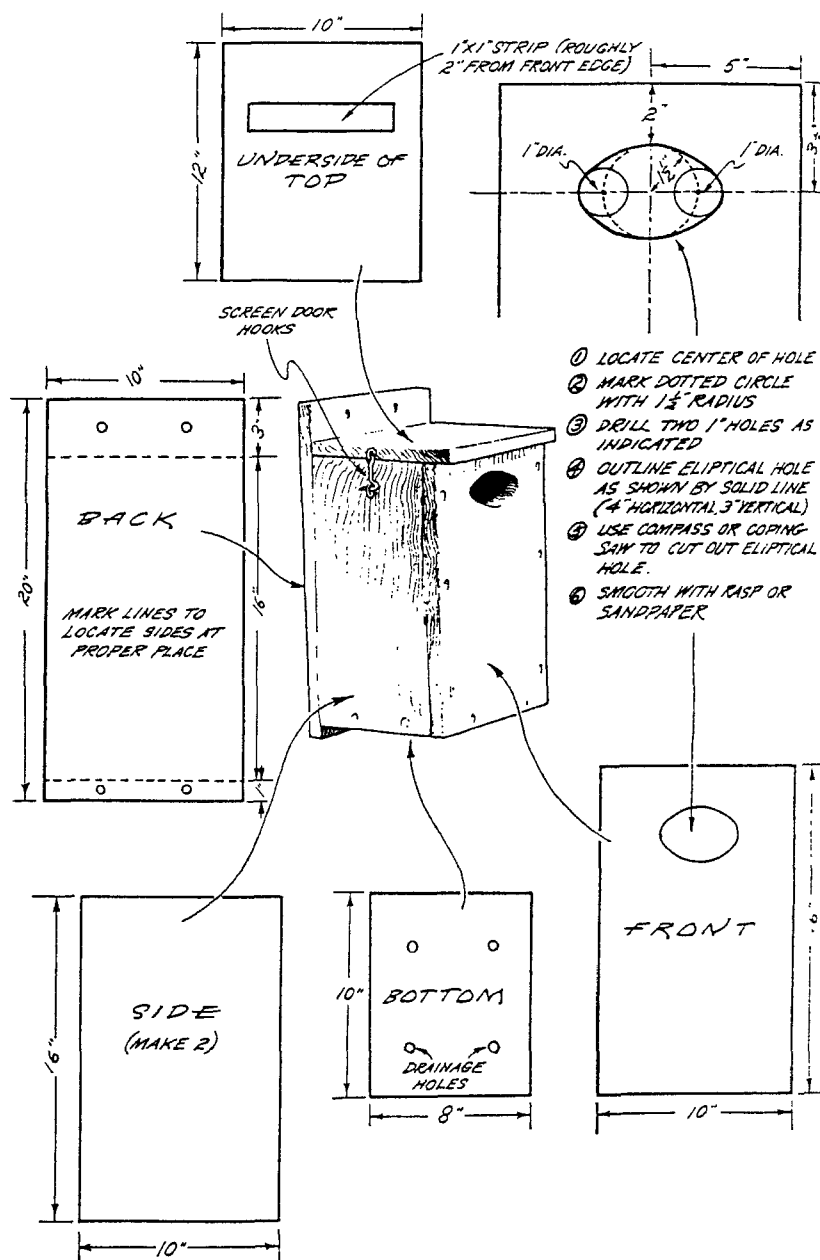 10"
1"X1" STRIP (ROUGHLY
2" FROM FRONT EDGE)
12"
UNDERSIDE OF
TOP
5"
2"
3½"
1" DIA.
1½"
1" DIA.
SCREEN DOOR
HOOKS
① LOCATE CENTER OF HOLE
② MARK DOTTED CIRCLE
WITH 1½" RADIUS
③ DRILL TWO 1" HOLES AS
INDICATED
④ OUTLINE ELIPTICAL HOLE
AS SHOWN BY SOLID LINE
(4" HORIZONTAL, 3" VERTICAL)
⑤ USE COMPASS OR COPING
SAW TO CUT OUT ELIPTICAL
HOLE.
⑥ SMOOTH WITH RASP OR
SANDPAPER
10"
3"
BACK
20"
16"
MARK LINES TO
LOCATE SIDES AT
PROPER PLACE
1"
16"
SIDE
(MAKE 2)
10"
10"
BOTTOM
DRAINAGE
HOLES
8"
FRONT
10"